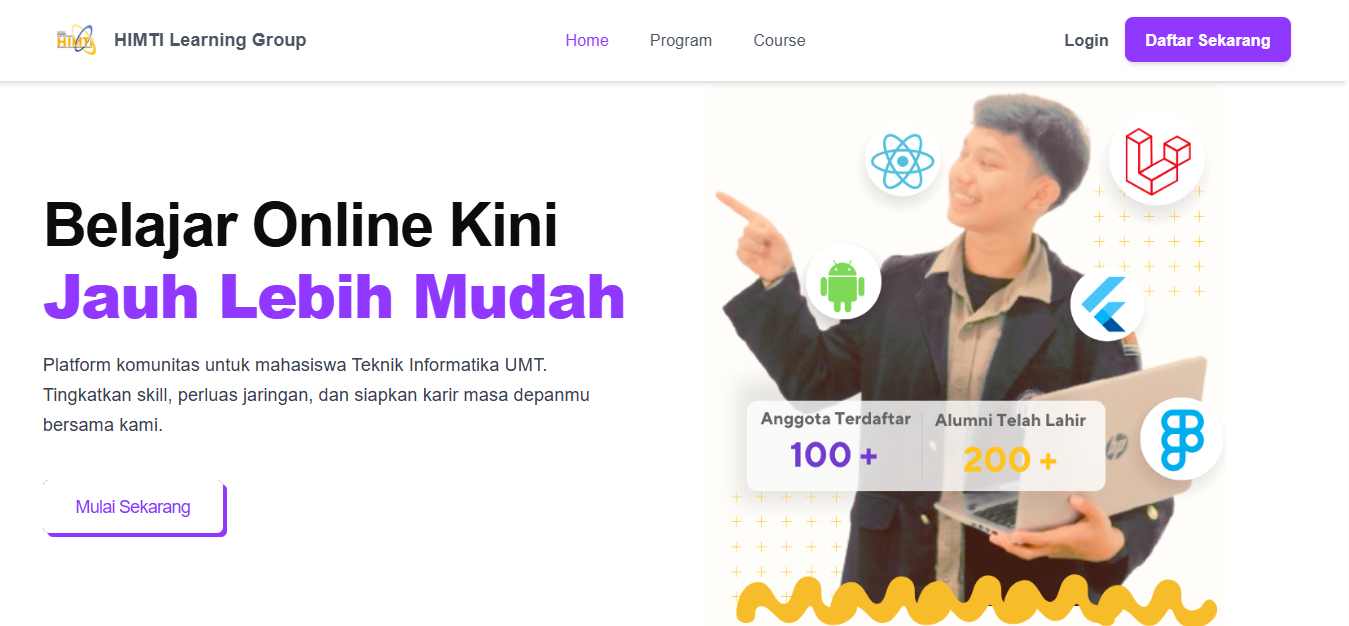 HIMTI
HIMTI Learning Group
Home
Program
Course
Login
Daftar Sekarang
Belajar Online Kini
Jauh Lebih Mudah
Platform komunitas untuk mahasiswa Teknik Informatika UMT.
Tingkatkan skill, perluas jaringan, dan siapkan karir masa depanmu
bersama kami.
Mulai Sekarang
Anggota Terdaftar
100 +
Alumni Telah Lahir
200 +
hp